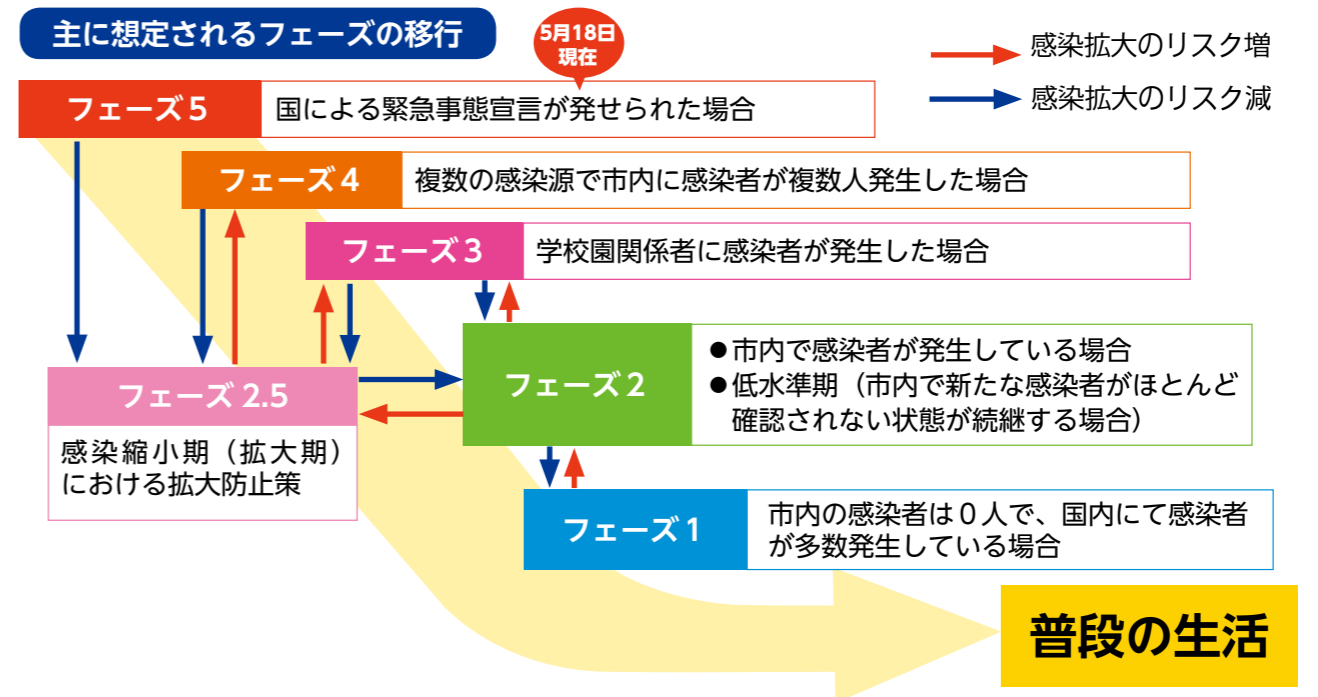 主に想定されるフェーズの移行
5月18日
現在
感染拡大のリスク増
感染拡大のリスク減
フェーズ5
国による緊急事態宣言が発せられた場合
フェーズ4
複数の感染源で市内に感染者が複数人発生した場合
フェーズ3
学校園関係者に感染者が発生した場合
フェーズ2
●市内で感染者が発生している場合
●低水準期（市内で新たな感染者がほとんど
確認されない状態が続継する場合）
フェーズ2.5
感染縮小期（拡大期）
における拡大防止策
フェーズ1
市内の感染者は０人で、国内にて感染者
が多数発生している場合
普段の生活